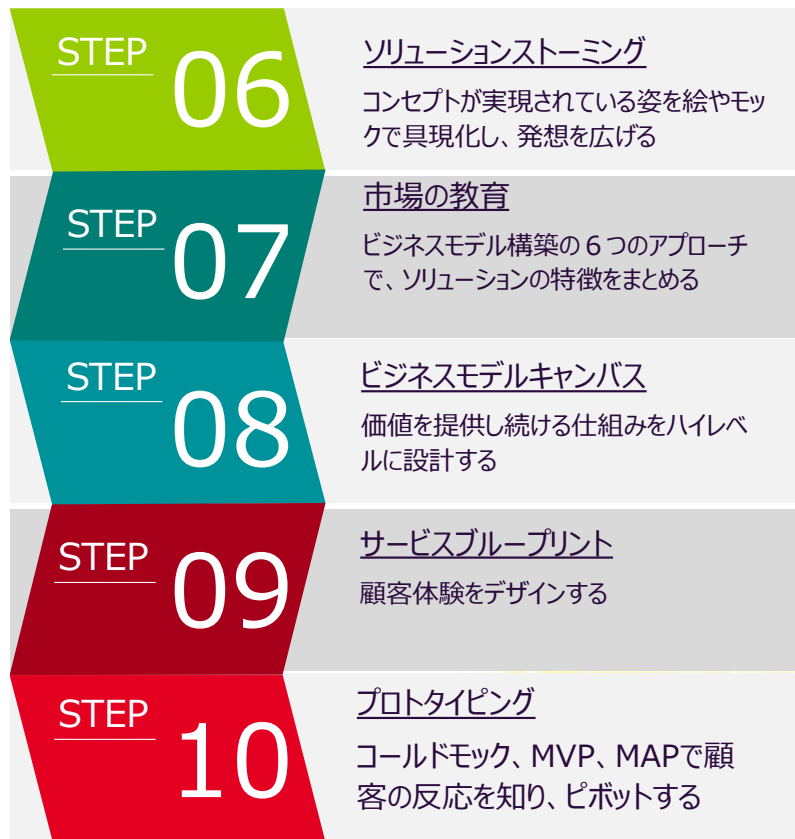 STEP 06
ソリューションストーミング
コンセプトが実現されている姿を絵やモッ
クで具現化し、発想を広げる
STEP 07
市場の教育
ビジネスモデル構築の６つのアプローチ
で、ソリューションの特徴をまとめる
STEP 08
ビジネスモデルキャンバス
価値を提供し続ける仕組みをハイレベ
ルに設計する
STEP 09
サービスブループリント
顧客体験をデザインする
STEP 10
プロトタイピング
コールドモック、MVP、MAPで顧
客の反応を知り、ピボットする